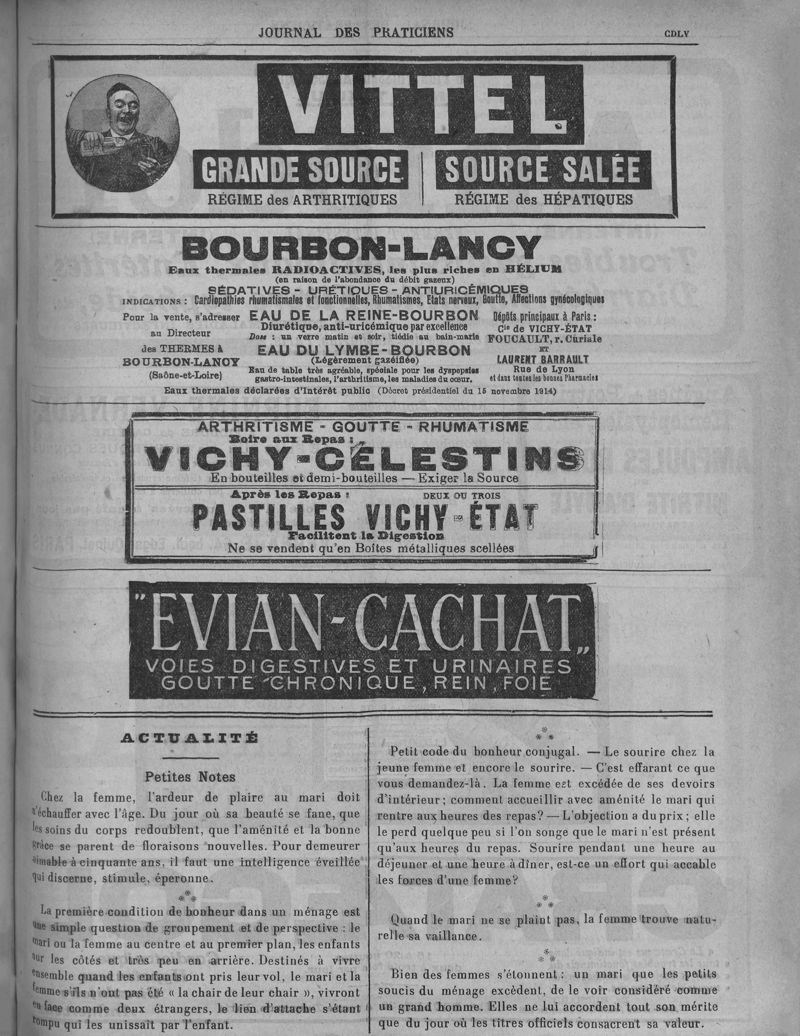 JOURNAL DES PRATICIENS
CDLV
VITTEL
GRANDE SOURCE
RÉGIME des ARTHRITIQUES
SOURCE SALÉE
RÉGIME des HÉPATIQUES
BOURBON-LANCY
Eaux thermales RADIOACTIVES, les plus riches en HÉLIUM
(en raison de l'abondance du débit gazeux)
SÉDATIVES - URÉTIQUES - ANTIURICÉMIQUES
INDICATIONS : Cardiopathies rhumatismales et fonctionnelles, Rhumatismes, Etats nerveux, Goutte, Affections gynécologiques
Pour la vente, s'adresser
au Directeur
des THERMES à
BOURBON-LANCY
(Saône-et-Loire)
EAU DE LA REINE-BOURBON
Diurétique, anti-uricémique par excellence
Dose : un verre matin et soir, tiédie au bain-marie
EAU DU LYMBE-BOURBON
(Légèrement gazéifiée)
Eau de table très agréable, spéciale pour les dyspepsies
gastro-intestinales, l'arthritisme, les maladies du cœur.
Dépôts principaux à Paris :
Cie de VICHY-ÉTAT
FOUCAULT, r. Curiale
ET
LAURENT BARRAULT
Rue de Lyon
et dans toutes les bonnes Pharmacies
Eaux thermales déclarées d'Intérêt public (Décret présidentiel du 15 novembre 1914)
ARTHRITISME - GOUTTE - RHUMATISME
Boire aux Repas :
VICHY-CÉLESTINS
En bouteilles et demi-bouteilles — Exiger la Source
Après les Repas : DEUX OU TROIS
PASTILLES VICHY-ÉTAT
Facilitent la Digestion
Ne se vendent qu'en Boîtes métalliques scellées
"EVIAN-CACHAT"
VOIES DIGESTIVES ET URINAIRES
GOUTTE CHRONIQUE, REIN, FOIE
ACTUALITÉ
Petites Notes
Chez la femme, l'ardeur de plaire au mari doit
s'échauffer avec l'âge. Du jour où sa beauté se fane, que
les soins du corps redoublent, que l'aménité et la bonne
grâce se parent de floraisons nouvelles. Pour demeurer
aimable à cinquante ans, il faut une intelligence éveillée
qui discerne, stimule, éperonne.
* * *
La première condition de bonheur dans un ménage est
une simple question de groupement et de perspective : le
mari ou la femme au centre et au premier plan, les enfants
sur les côtés et très peu en arrière. Destinés à vivre
ensemble quand les enfants ont pris leur vol, le mari et la
femme s'ils n'ont pas été « la chair de leur chair », vivront
en face comme deux étrangers, le lien d'attache s'étant
rompu qui les unissait par l'enfant.
* * *
Petit code du bonheur conjugal. — Le sourire chez la
jeune femme et encore le sourire. — C'est effarant ce que
vous demandez-là. La femme est excédée de ses devoirs
d'intérieur ; comment accueillir avec aménité le mari qui
rentre aux heures des repas ? — L'objection a du prix ; elle
le perd quelque peu si l'on songe que le mari n'est présent
qu'aux heures du repas. Sourire pendant une heure au
déjeuner et une heure à dîner, est-ce un effort qui accable
les forces d'une femme ?
* * *
Quand le mari ne se plaint pas, la femme trouve natu-
relle sa vaillance.
* * *
Bien des femmes s'étonnent : un mari que les petits
soucis du ménage excèdent, de le voir considéré comme
un grand homme. Elles ne lui accordent tout son mérite
que du jour où les titres officiels consacrent sa valeur.